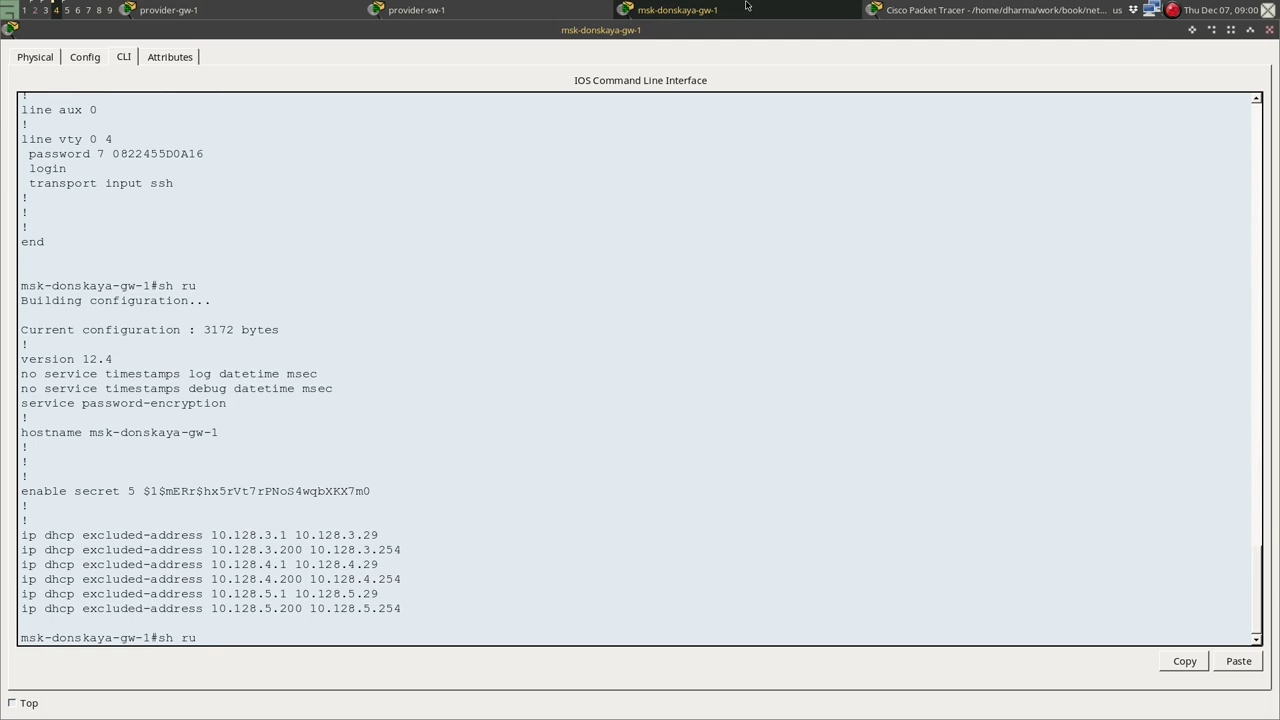 1 2 3 4 5 6 7 8 9 provider-gw-1 provider-sw-1 msk-donskaya-gw-1 Cisco Packet Tracer - /home/dharma/work/book/net... us Thu Dec 07, 09:00
msk-donskaya-gw-1
Physical Config CLI Attributes
IOS Command Line Interface
!
line aux 0
!
line vty 0 4
password 7 0822455D0A16
login
transport input ssh
!
!
!
end
msk-donskaya-gw-1#sh ru
Building configuration...
Current configuration : 3172 bytes
!
version 12.4
no service timestamps log datetime msec
no service timestamps debug datetime msec
service password-encryption
!
hostname msk-donskaya-gw-1
!
!
!
enable secret 5 $1$mERr$hx5rVt7rPNoS4wqbXKX7m0
!
!
ip dhcp excluded-address 10.128.3.1 10.128.3.29
ip dhcp excluded-address 10.128.3.200 10.128.3.254
ip dhcp excluded-address 10.128.4.1 10.128.4.29
ip dhcp excluded-address 10.128.4.200 10.128.4.254
ip dhcp excluded-address 10.128.5.1 10.128.5.29
ip dhcp excluded-address 10.128.5.200 10.128.5.254
msk-donskaya-gw-1#sh ru
Copy Paste
Top